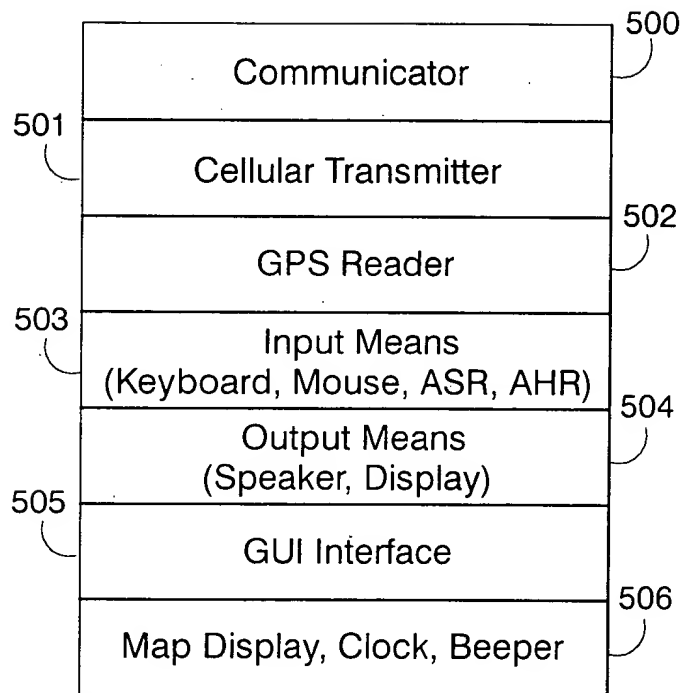 500
Communicator
501
Cellular Transmitter
502
GPS Reader
503
Input Means
(Keyboard, Mouse, ASR, AHR)
504
Output Means
(Speaker, Display)
505
GUI Interface
506
Map Display, Clock, Beeper